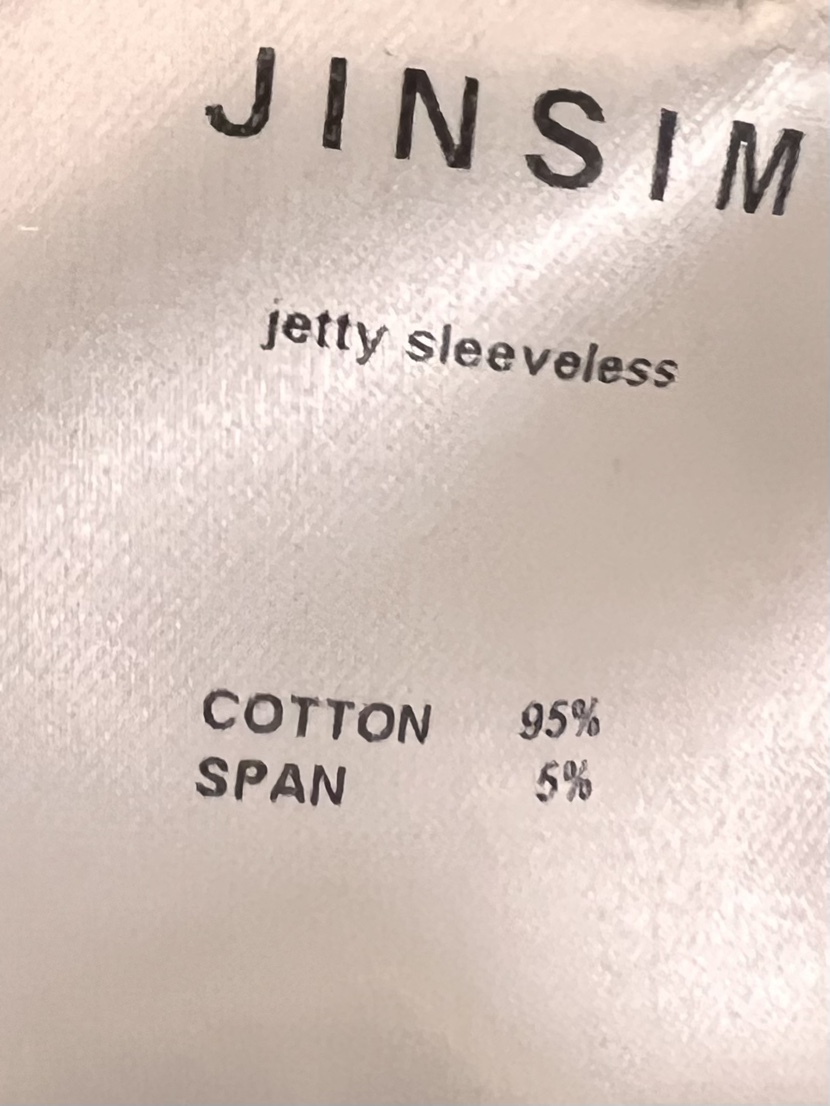 JINSIM
jetty sleeveless
COTTON 95%
SPAN 5%